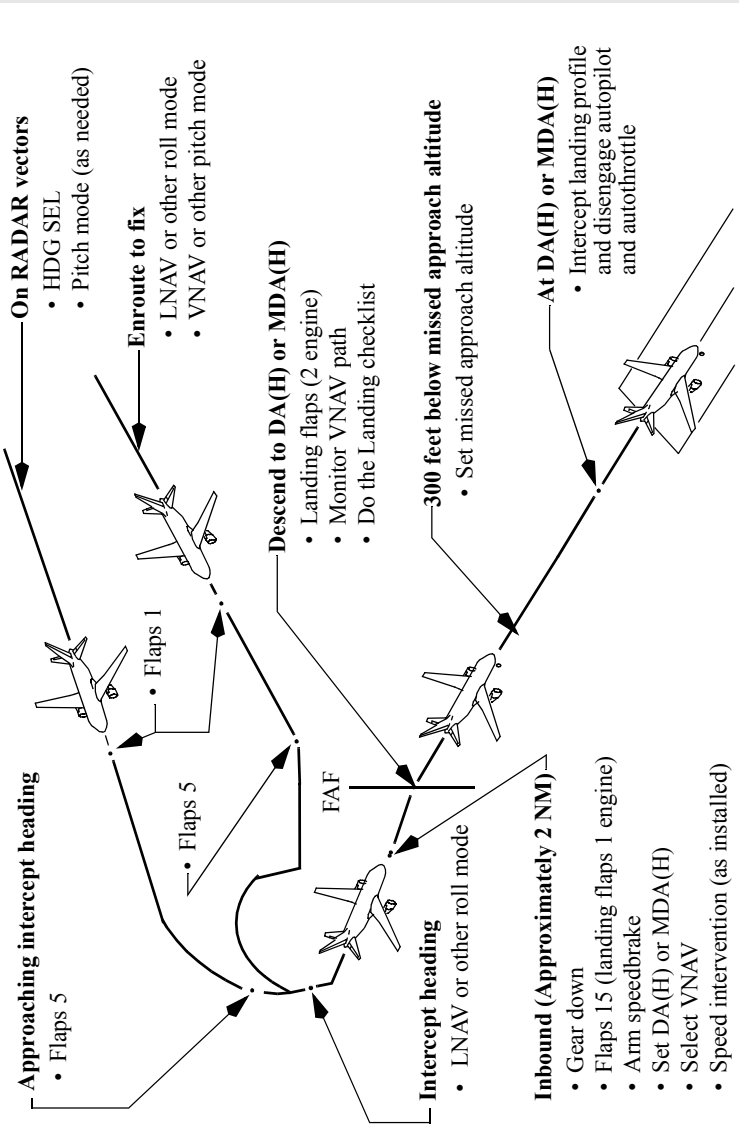 On RADAR vectors
• HDG SEL
• Pitch mode (as needed)
Enroute to fix
• LNAV or other roll mode
• VNAV or other pitch mode
• Flaps 1
Approaching intercept heading
• Flaps 5
• Flaps 5
Intercept heading
• LNAV or other roll mode
Inbound (Approximately 2 NM)
• Gear down
• Flaps 15 (landing flaps 1 engine)
• Arm speedbrake
• Set DA(H) or MDA(H)
• Select VNAV
• Speed intervention (as installed)
FAF
Descend to DA(H) or MDA(H)
• Landing flaps (2 engine)
• Monitor VNAV path
• Do the Landing checklist
300 feet below missed approach altitude
• Set missed approach altitude
At DA(H) or MDA(H)
• Intercept landing profile
and disengage autopilot
and autothrottle